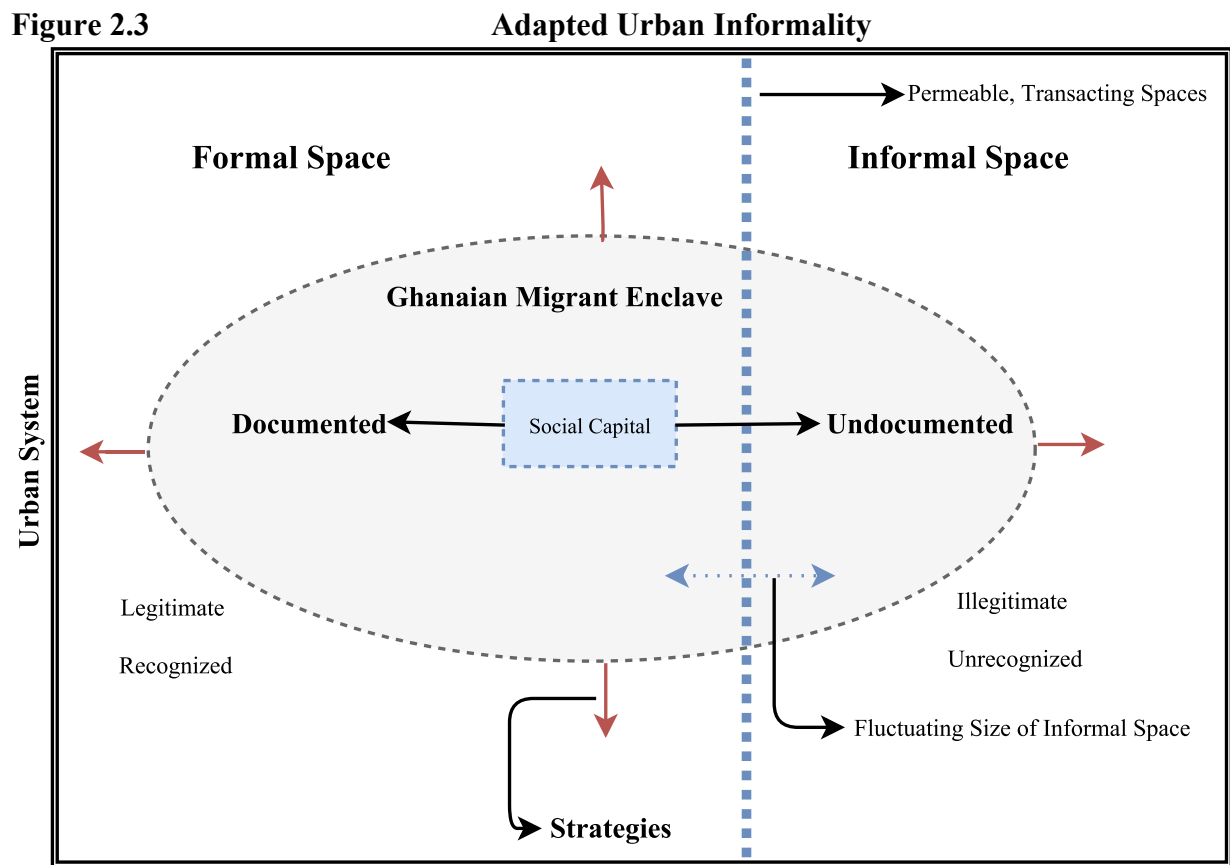 Figure 2.3
Adapted Urban Informality
Permeable, Transacting Spaces
Formal Space
Informal Space
Ghanaian Migrant Enclave
Urban System
Documented
Social Capital
Undocumented
Legitimate
Recognized
Illegitimate
Unrecognized
Fluctuating Size of Informal Space
Strategies